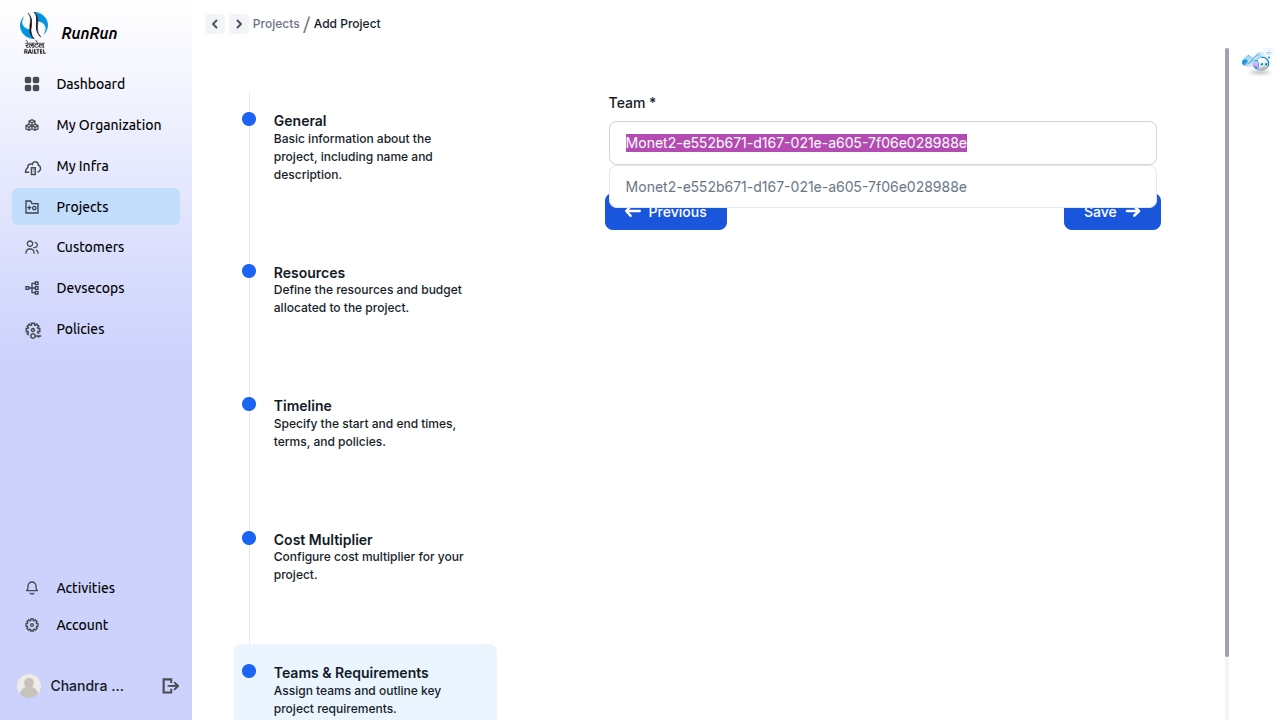 रेलटेल
RAILTEL
RunRun
Dashboard
My Organization
My Infra
Projects
Customers
Devsecops
Policies
Activities
Account
Chandra ...
Projects / Add Project
General
Basic information about the
project, including name and
description.
Resources
Define the resources and budget
allocated to the project.
Timeline
Specify the start and end times,
terms, and policies.
Cost Multiplier
Configure cost multiplier for your
project.
Teams & Requirements
Assign teams and outline key
project requirements.
Team *
Monet2-e552b671-d167-021e-a605-7f06e028988e
Monet2-e552b671-d167-021e-a605-7f06e028988e
Previous
Save